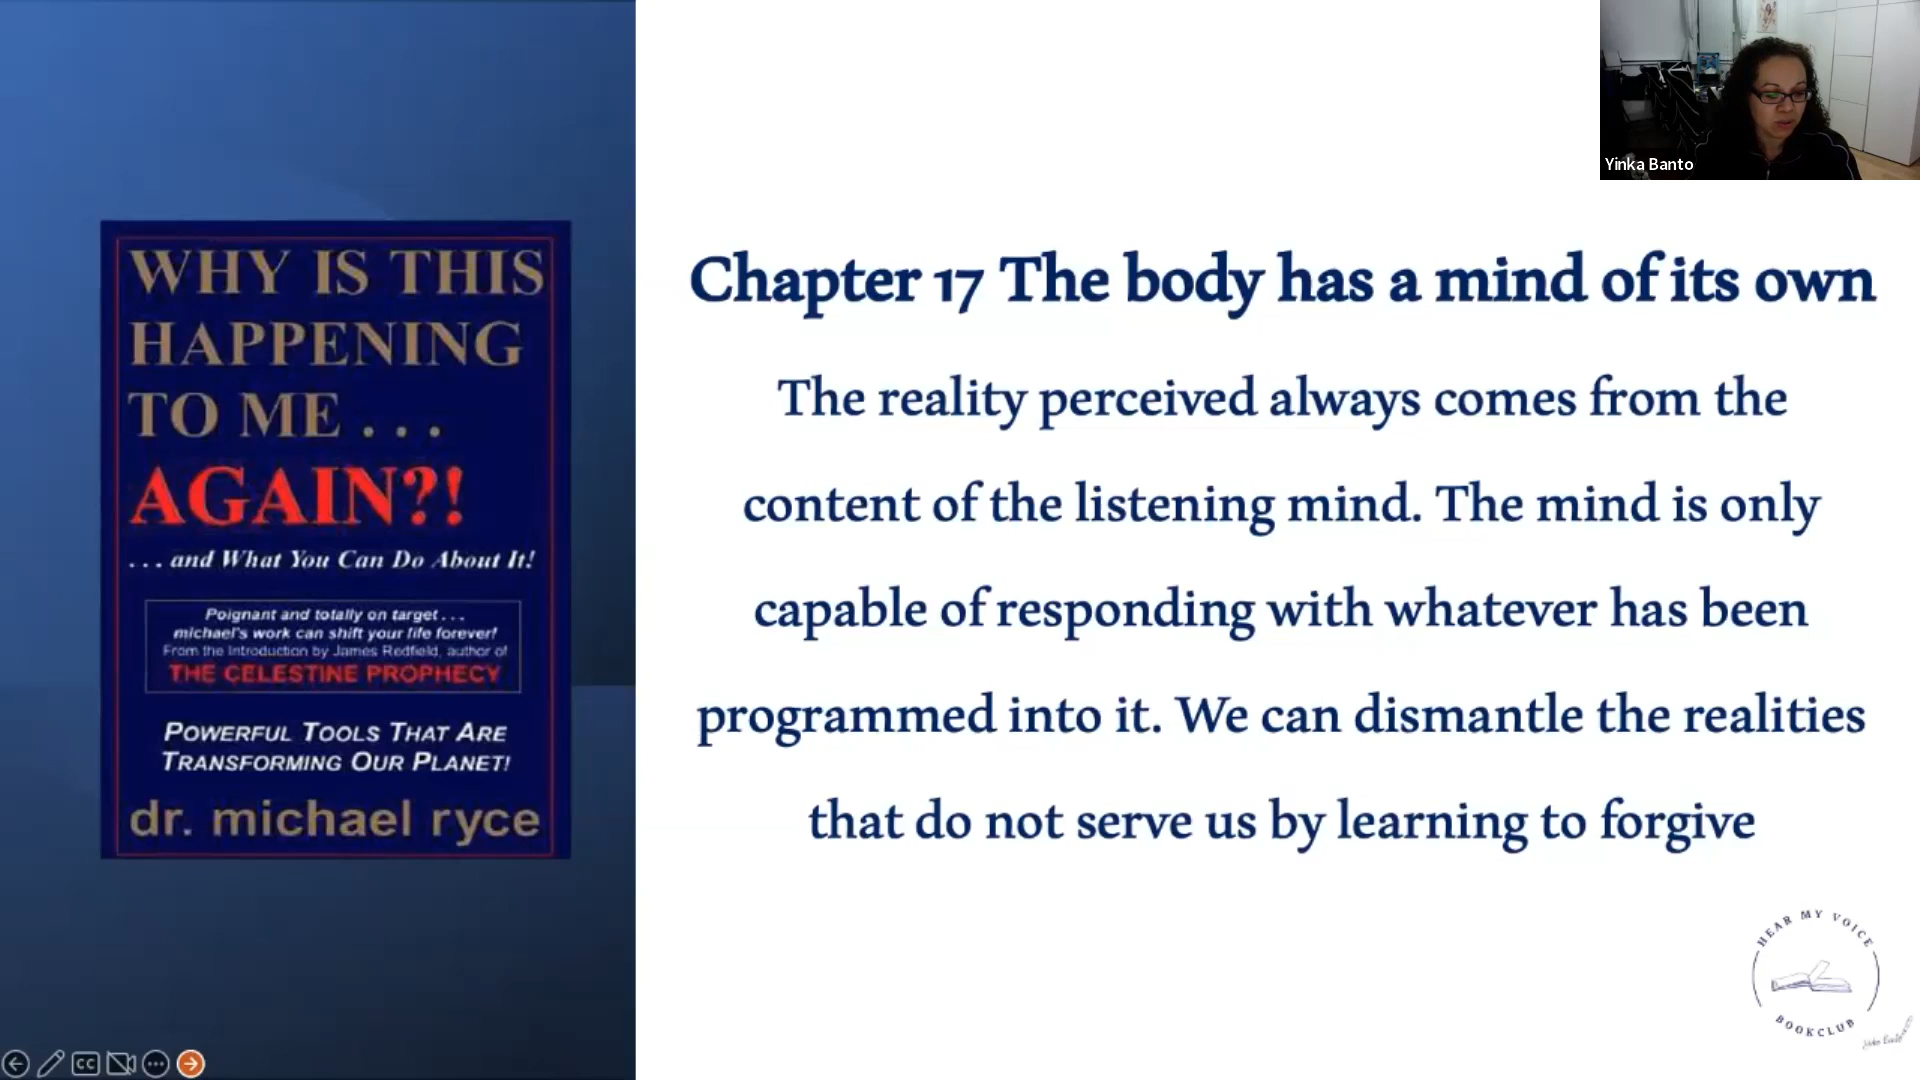 WHY IS THIS
HAPPENING
TO ME . . .
AGAIN?!
. . . and What You Can Do About It!
Poignant and totally on target . . .
michael's work can shift your life forever!
From the Introduction by James Redfield, author of
THE CELESTINE PROPHECY
POWERFUL TOOLS THAT ARE
TRANSFORMING OUR PLANET!
dr. michael ryce
Yinka Banto
Chapter 17 The body has a mind of its own
The reality perceived always comes from the
content of the listening mind. The mind is only
capable of responding with whatever has been
programmed into it. We can dismantle the realities
that do not serve us by learning to forgive
HEAR MY VOICE
BOOKCLUB
CC